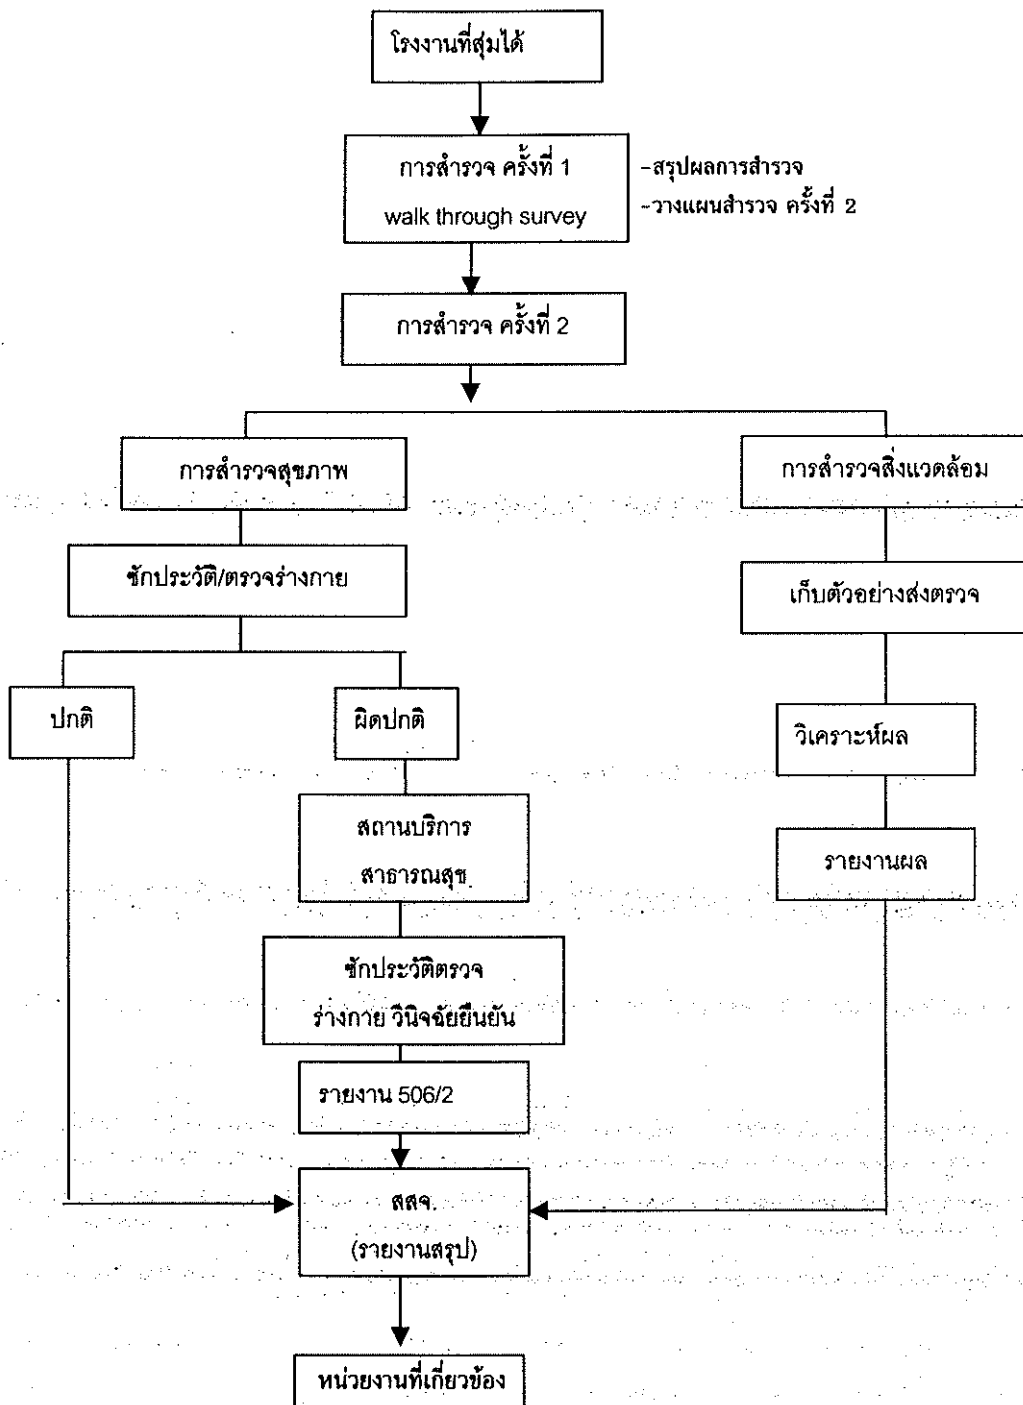 โรงงานที่สุ่มได้
การสำรวจ ครั้งที่ 1
walk through survey
-สรุปผลการสำรวจ
-วางแผนสำรวจ ครั้งที่ 2
การสำรวจ ครั้งที่ 2
การสำรวจสุขภาพ
การสำรวจสิ่งแวดล้อม
ซักประวัติ/ตรวจร่างกาย
เก็บตัวอย่างส่งตรวจ
ปกติ
ผิดปกติ
วิเคราะห์ผล
สถานบริการ
สาธารณสุข
รายงานผล
ซักประวัติตรวจ
ร่างกาย วินิจฉัยยืนยัน
รายงาน 506/2
สสจ.
(รายงานสรุป)
หน่วยงานที่เกี่ยวข้อง